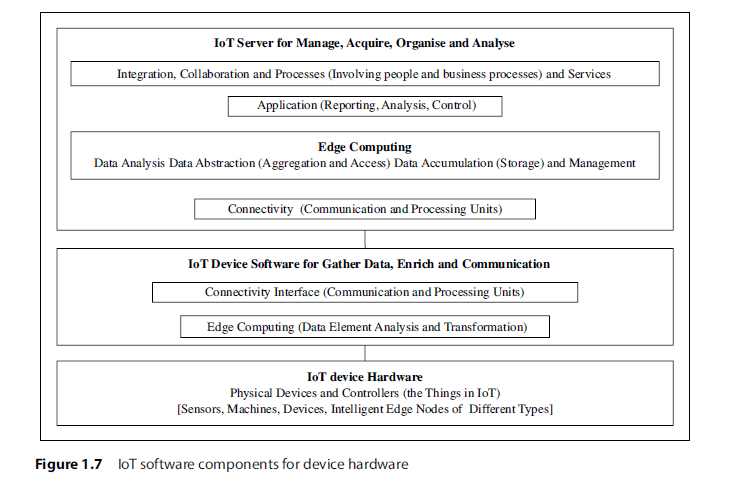 IoT Server for Manage, Acquire, Organise and Analyse
Integration, Collaboration and Processes (Involving people and business processes) and Services
Application (Reporting, Analysis, Control)
Edge Computing
Data Analysis Data Abstraction (Aggregation and Access) Data Accumulation (Storage) and Management
Connectivity (Communication and Processing Units)
IoT Device Software for Gather Data, Enrich and Communication
Connectivity Interface (Communication and Processing Units)
Edge Computing (Data Element Analysis and Transformation)
IoT device Hardware
Physical Devices and Controllers (the Things in IoT)
[Sensors, Machines, Devices, Intelligent Edge Nodes of Different Types]
Figure 1.7 IoT software components for device hardware